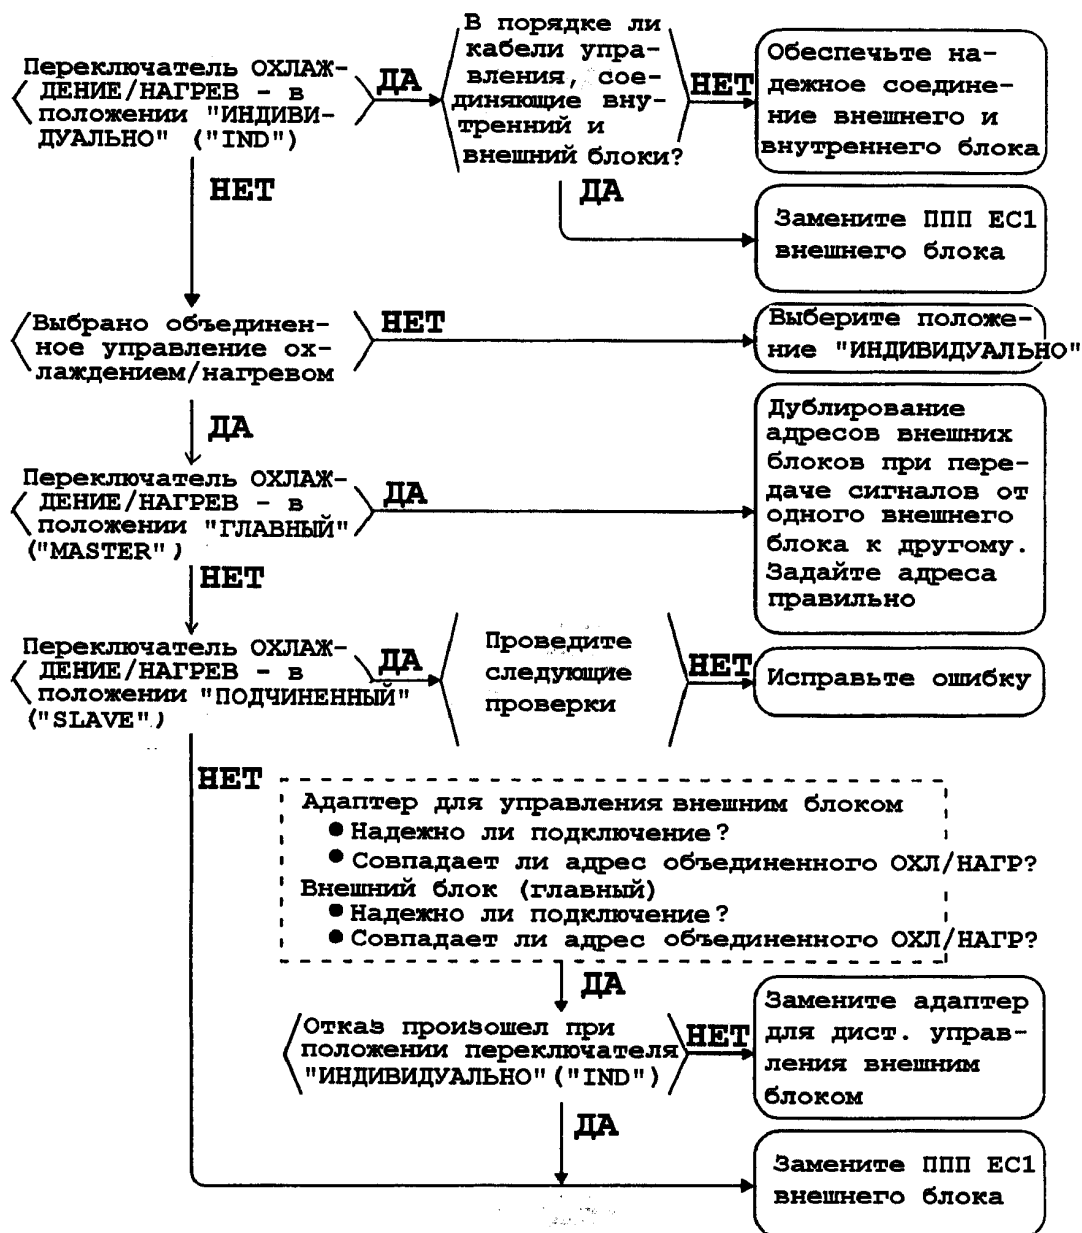 Переключатель ОХЛАЖ-
ДЕНИЕ/НАГРЕВ - в
положении "ИНДИВИ-
ДУАЛЬНО" ("IND")
ДА
В порядке ли
кабели упра-
вления, сое-
диняющие вну-
тренний и
внешний блоки?
НЕТ
Обеспечьте на-
дежное соедине-
ние внешнего и
внутреннего блока
НЕТ
ДА
Замените ППП EC1
внешнего блока
Выбрано объединен-
ное управление ох-
лаждением/нагревом
НЕТ
Выберите положе-
ние "ИНДИВИДУАЛЬНО"
ДА
Переключатель ОХЛАЖ-
ДЕНИЕ/НАГРЕВ - в
положении "ГЛАВНЫЙ"
("MASTER")
ДА
Дублирование
адресов внешних
блоков при пере-
даче сигналов от
одного внешнего
блока к другому.
Задайте адреса
правильно
НЕТ
Переключатель ОХЛАЖ-
ДЕНИЕ/НАГРЕВ - в
положении "ПОДЧИНЕННЫЙ"
("SLAVE")
ДА
Проведите
следующие
проверки
НЕТ
Исправьте ошибку
НЕТ
Адаптер для управления внешним блоком
● Надежно ли подключение?
● Совпадает ли адрес объединенного ОХЛ/НАГР?
Внешний блок (главный)
● Надежно ли подключение?
● Совпадает ли адрес объединенного ОХЛ/НАГР?
ДА
Отказ произошел при
положении переключателя
"ИНДИВИДУАЛЬНО" ("IND")
НЕТ
Замените адаптер
для дист. управ-
ления внешним
блоком
ДА
Замените ППП EC1
внешнего блока